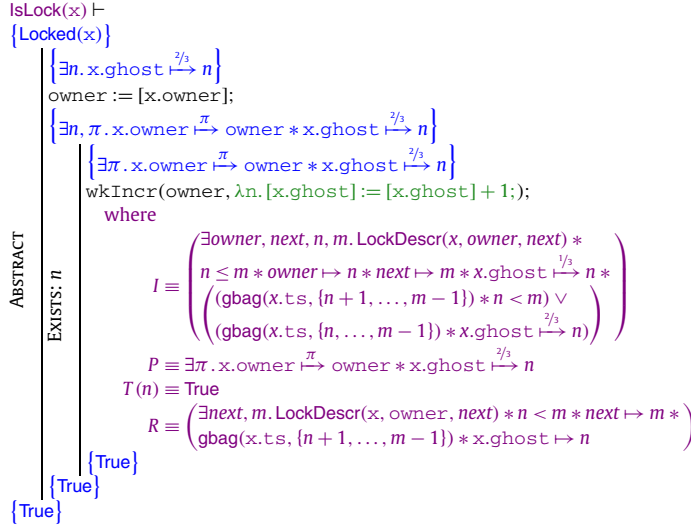 IsLock(x) ⊢
{Locked(x)}
{∃n. x.ghost ↦^{2/3} n}
owner := [x.owner];
{∃n, π. x.owner ↦^{π} owner ∗ x.ghost ↦^{2/3} n}
{∃π. x.owner ↦^{π} owner ∗ x.ghost ↦^{2/3} n}
wkIncr(owner, λn. [x.ghost] := [x.ghost] + 1;);
where
(∃owner, next, n, m. LockDescr(x, owner, next) ∗
n ≤ m ∗ owner ↦ n ∗ next ↦ m ∗ x.ghost ↦^{1/3} n ∗
I ≡
((gbag(x.ts, {n + 1, …, m − 1}) ∗ n < m) ∨
(gbag(x.ts, {n, …, m − 1}) ∗ x.ghost ↦^{2/3} n)))
P ≡ ∃π. x.owner ↦^{π} owner ∗ x.ghost ↦^{2/3} n
T(n) ≡ True
R ≡ (∃next, m. LockDescr(x, owner, next) ∗ n < m ∗ next ↦ m ∗
gbag(x.ts, {n + 1, …, m − 1}) ∗ x.ghost ↦ n)
{True}
{True}
{True}
ABSTRACT
EXISTS: n